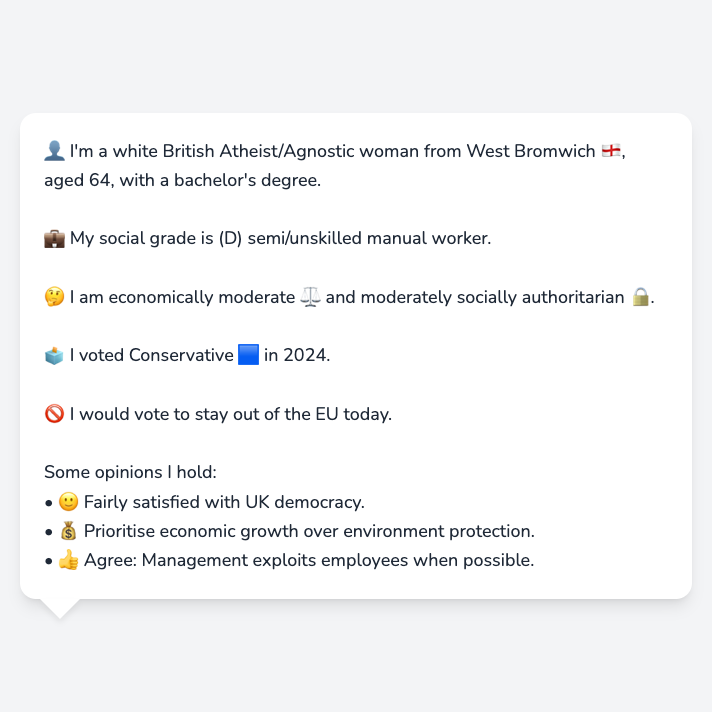 👤 I'm a white British Atheist/Agnostic woman from West Bromwich 🏴󠁧󠁢󠁥󠁮󠁧󠁿,
aged 64, with a bachelor's degree.
💼 My social grade is (D) semi/unskilled manual worker.
🤔 I am economically moderate ⚖️ and moderately socially authoritarian 🔒.
🗳️ I voted Conservative 🟦 in 2024.
🚫 I would vote to stay out of the EU today.
Some opinions I hold:
• 🙂 Fairly satisfied with UK democracy.
• 💰 Prioritise economic growth over environment protection.
• 👍 Agree: Management exploits employees when possible.